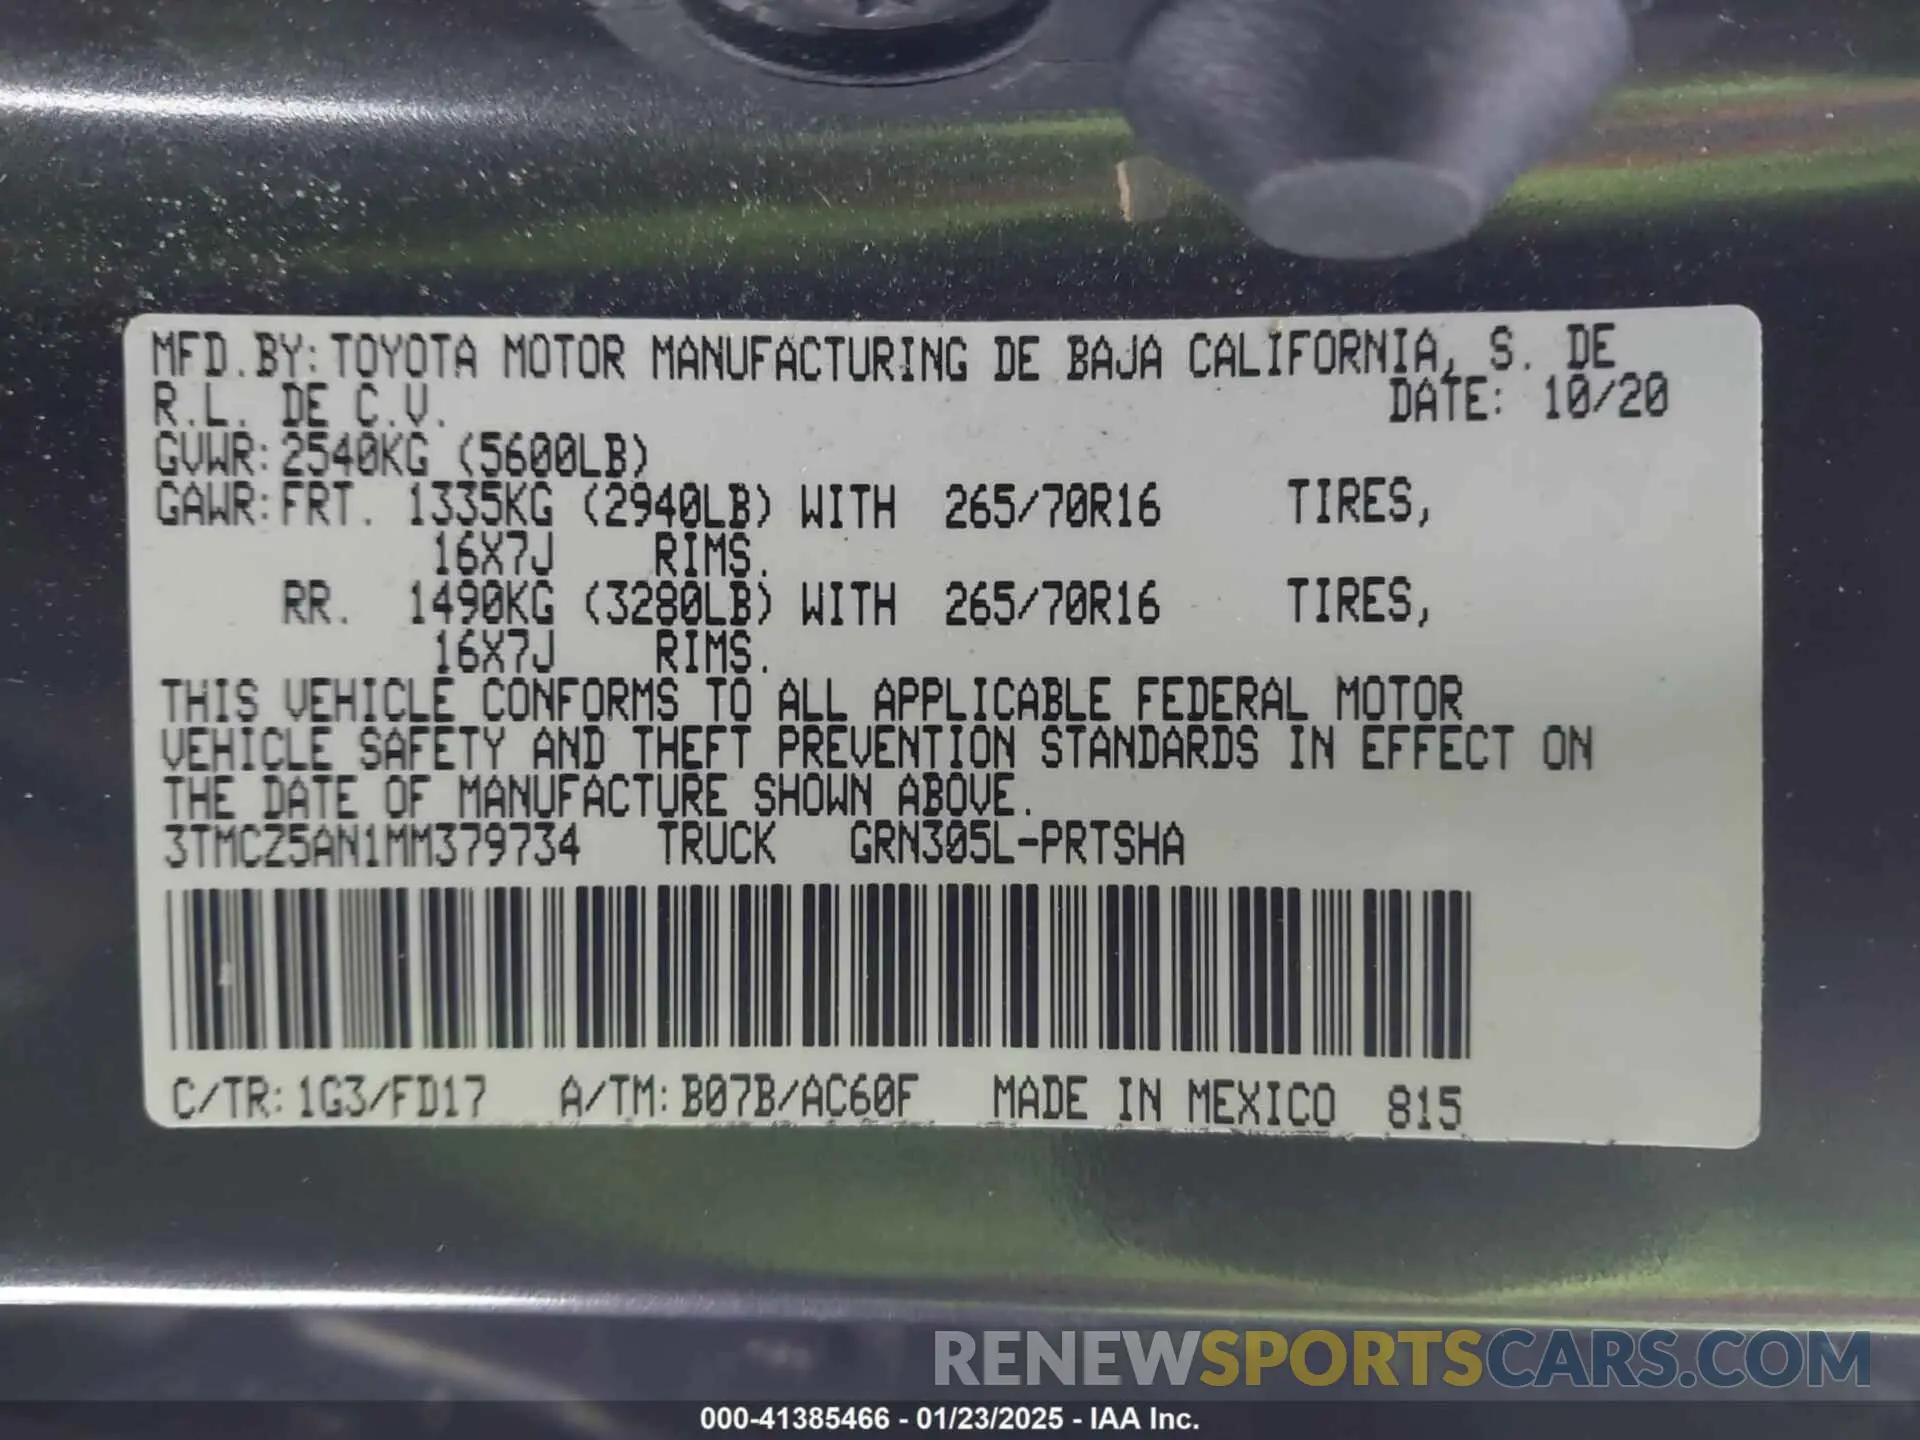 MFD.BY:TOYOTA MOTOR MANUFACTURING DE BAJA CALIFORNIA, S. DE
R.L. DE C.V. DATE: 10/20
GVWR:2540KG (5600LB)
GAWR:FRT. 1335KG (2940LB) WITH 265/70R16 TIRES,
16X7J RIMS.
RR. 1490KG (3280LB) WITH 265/70R16 TIRES,
16X7J RIMS.
THIS VEHICLE CONFORMS TO ALL APPLICABLE FEDERAL MOTOR
VEHICLE SAFETY AND THEFT PREVENTION STANDARDS IN EFFECT ON
THE DATE OF MANUFACTURE SHOWN ABOVE.
3TMCZ5AN1MM379734 TRUCK GRN305L-PRTSHA
C/TR:1G3/FD17 A/TM:B07B/AC60F MADE IN MEXICO 815
RENEWSPORTSCARS.COM
000-41385466 - 01/23/2025 - IAA Inc.